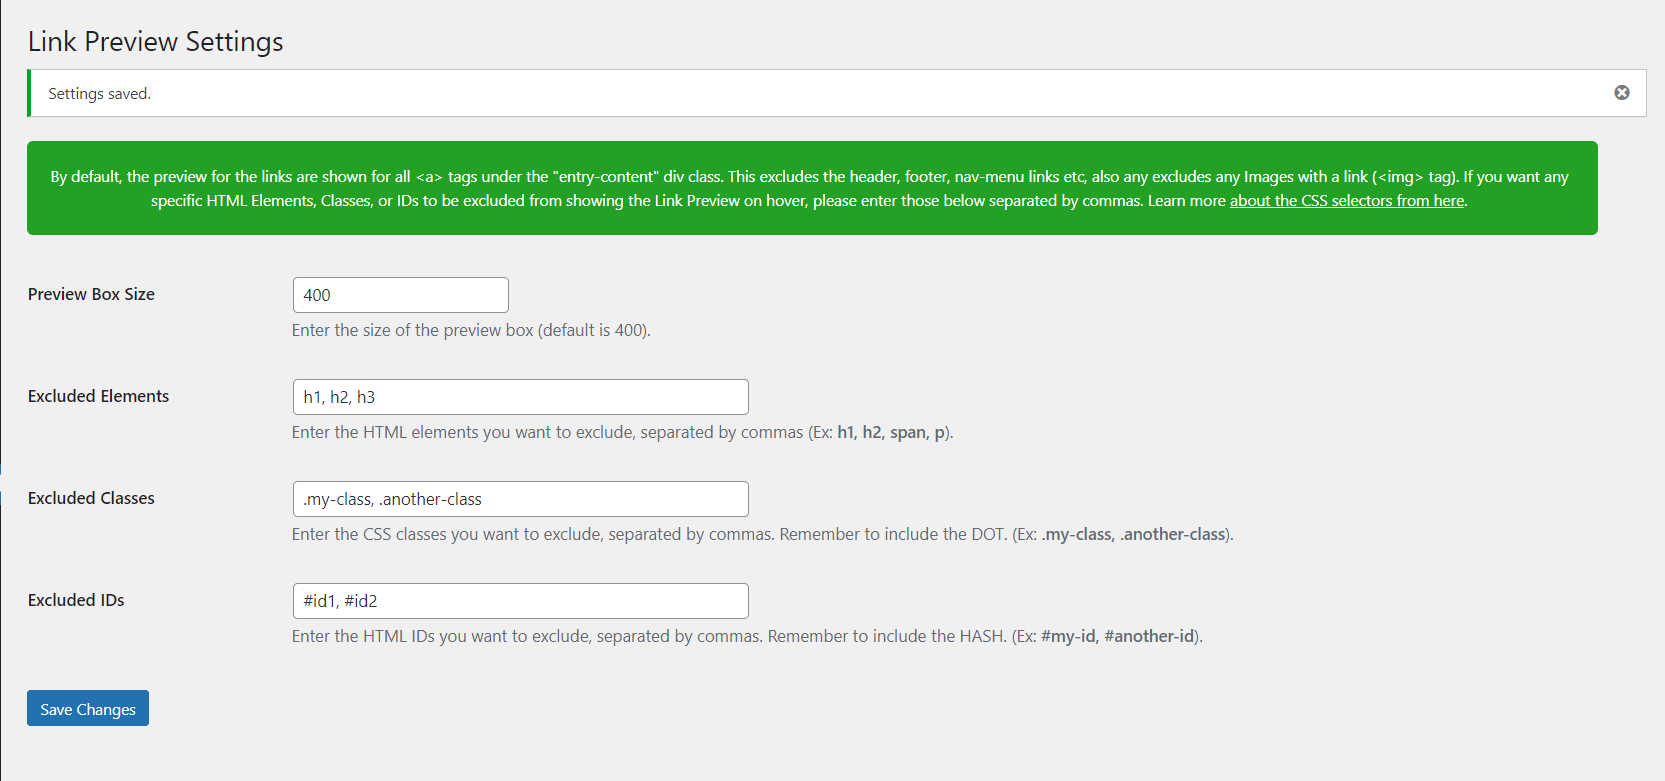 Link Preview Settings
Settings saved.
By default, the preview for the links are shown for all <a> tags under the "entry-content" div class. This excludes the header, footer, nav-menu links etc, also any excludes any Images with a link (<img> tag). If you want any
specific HTML Elements, Classes, or IDs to be excluded from showing the Link Preview on hover, please enter those below separated by commas. Learn more about the CSS selectors from here.
Preview Box Size
400
Enter the size of the preview box (default is 400).
Excluded Elements
h1, h2, h3
Enter the HTML elements you want to exclude, separated by commas (Ex: h1, h2, span, p).
Excluded Classes
.my-class, .another-class
Enter the CSS classes you want to exclude, separated by commas. Remember to include the DOT. (Ex: .my-class, .another-class).
Excluded IDs
#id1, #id2
Enter the HTML IDs you want to exclude, separated by commas. Remember to include the HASH. (Ex: #my-id, #another-id).
Save Changes